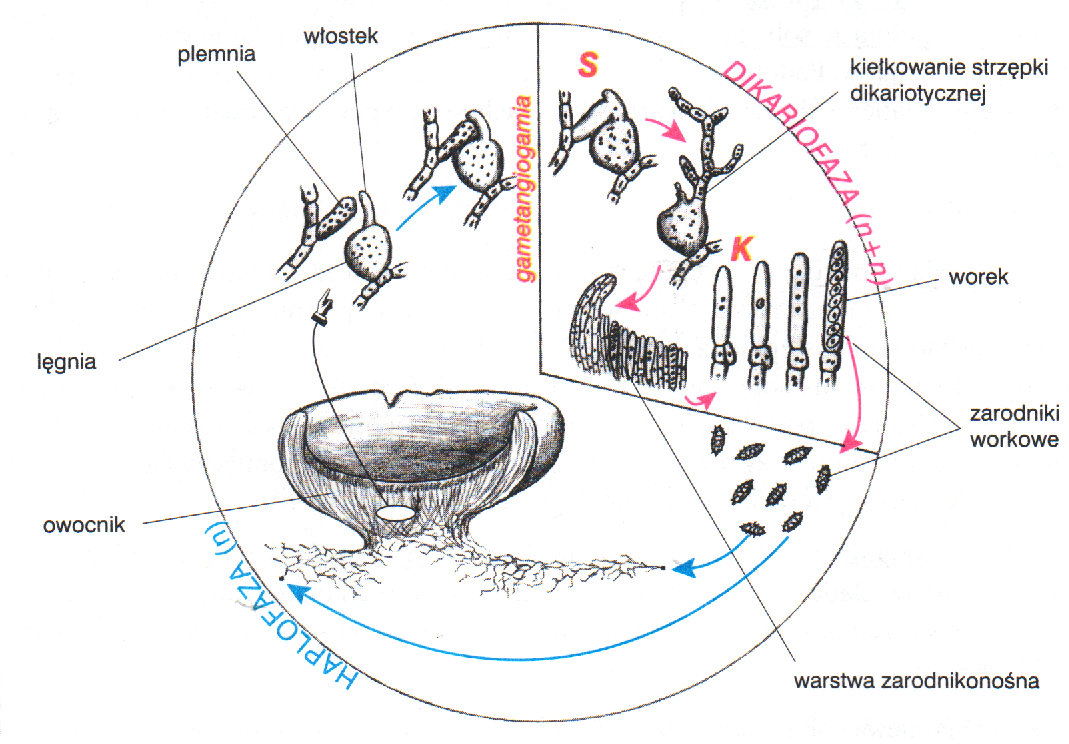 włostek
plemnia
S
DIKARIOFAZA (n+n)
kiełkowanie strzępki
dikariotycznej
gametangiogamia
K
worek
lęgnia
zarodniki
workowe
owocnik
HAPLOFAZA (n)
warstwa zarodnikonośna